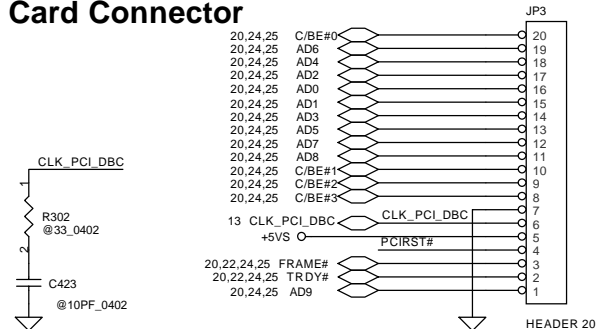 Card Connector
JP3
20,24,25 C/BE#0 20
20,24,25 AD6 19
20,24,25 AD4 18
20,24,25 AD2 17
20,24,25 AD0 16
20,24,25 AD1 15
20,24,25 AD3 14
20,24,25 AD5 13
20,24,25 AD7 12
20,24,25 AD8 11
20,24,25 C/BE#1 10
20,24,25 C/BE#2 9
20,24,25 C/BE#3 8
7
13 CLK_PCI_DBC CLK_PCI_DBC 6
+5VS 5
PCIRST# 4
20,22,24,25 FRAME# 3
20,22,24,25 TRDY# 2
20,24,25 AD9 1
HEADER 20
CLK_PCI_DBC
1
R302
@33_0402
2
C423
@10PF_0402